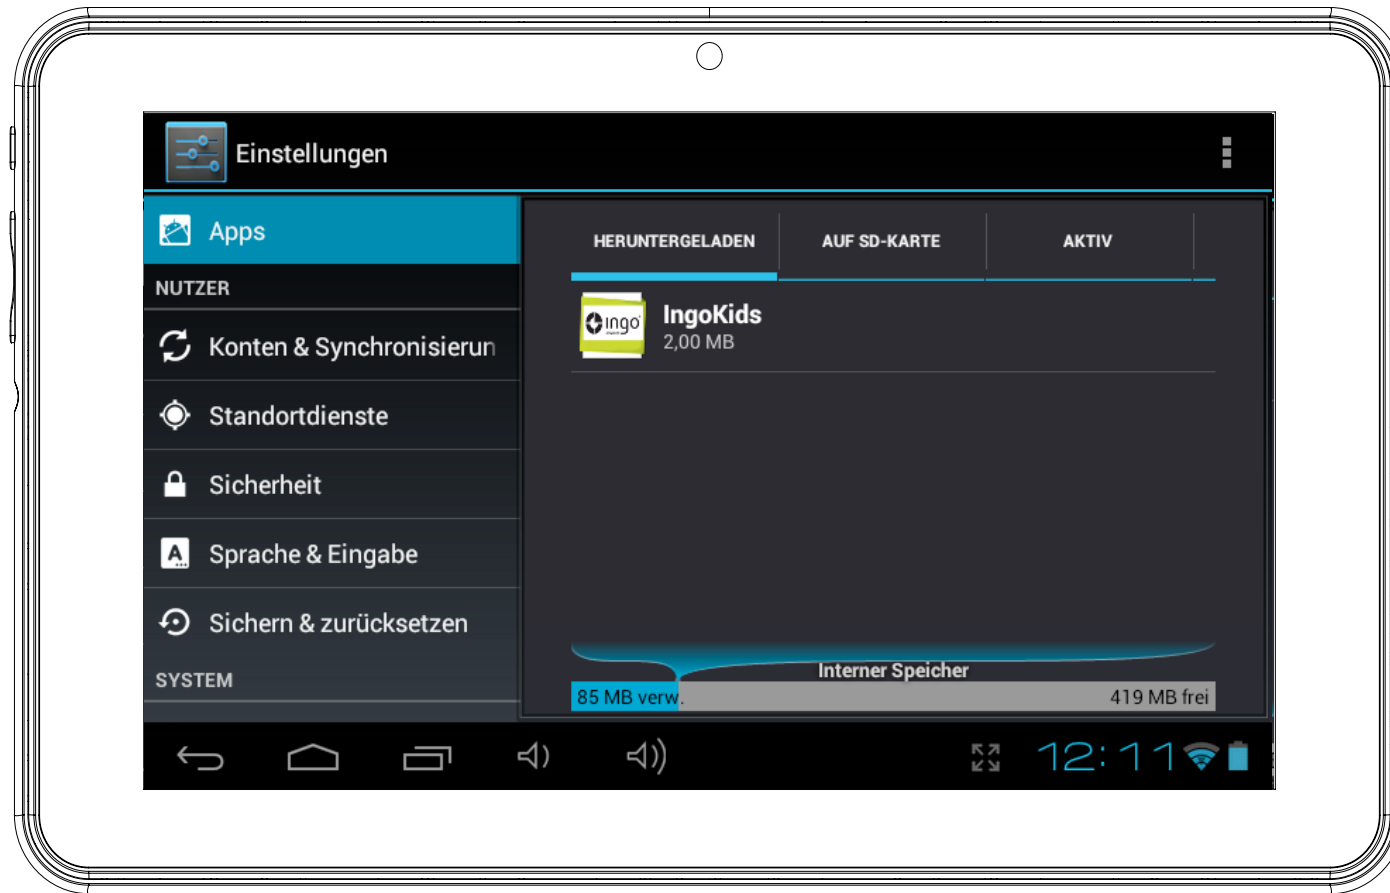 Einstellungen
Apps
NUTZER
Konten & Synchronisierun
Standortdienste
Sicherheit
Sprache & Eingabe
Sichern & zurücksetzen
SYSTEM
HERUNTERGELADEN
AUF SD-KARTE
AKTIV
ingo
IngoKids
2,00 MB
Interner Speicher
85 MB verw.
419 MB frei
12:11